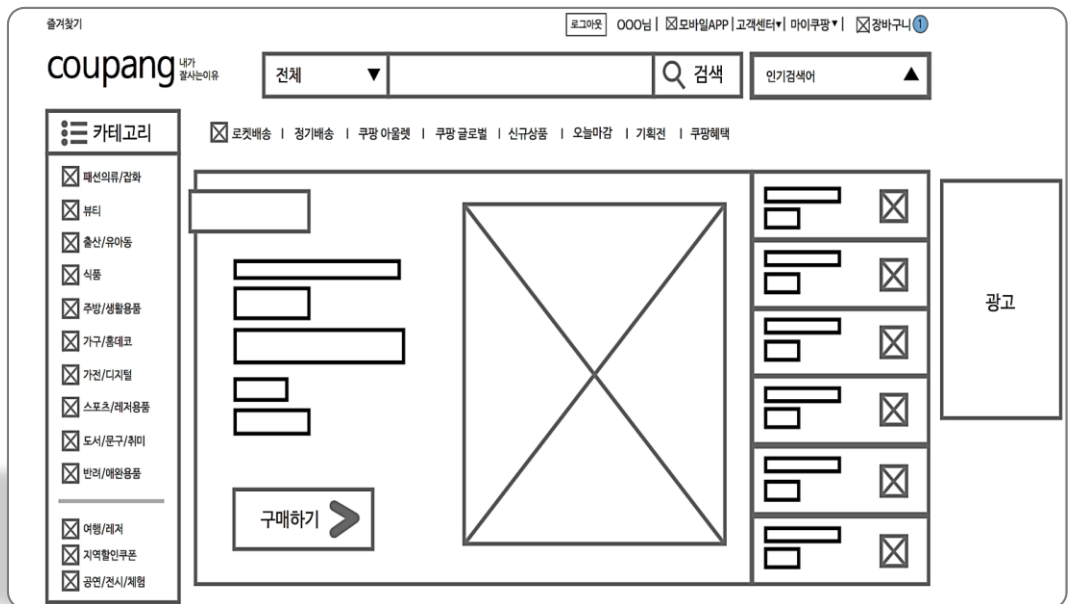 즐겨찾기
로그아웃 OOO님 | 모바일APP | 고객센터▾ | 마이쿠팡▾ | 장바구니 1
coupang 내가
잘사는이유
전체 ▼ 검색
인기검색어 ▲
카테고리
로켓배송 | 정기배송 | 쿠팡 아울렛 | 쿠팡 글로벌 | 신규상품 | 오늘마감 | 기획전 | 쿠팡혜택
패션의류/잡화
뷰티
출산/유아동
식품
주방/생활용품
가구/홈데코
가전/디지털
스포츠/레저용품
도서/문구/취미
반려/애완용품
여행/레저
지역할인쿠폰
공연/전시/체험
구매하기
광고